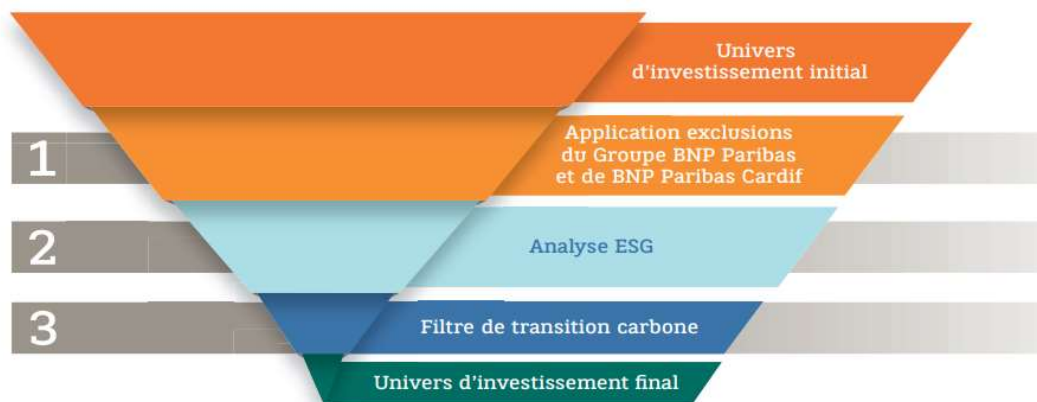 Univers
d'investissement initial
1
Application exclusions
du Groupe BNP Paribas
et de BNP Paribas Cardif
2
Analyse ESG
3
Filtre de transition carbone
Univers d'investissement final